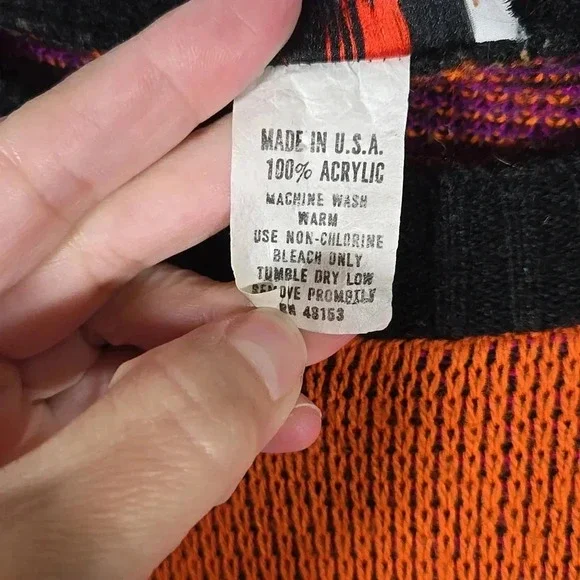 MADE IN U.S.A.
100% ACRYLIC
MACHINE WASH
WARM
USE NON-CHLORINE
BLEACH ONLY
TUMBLE DRY LOW
REMOVE PROMPTLY
RN 48153